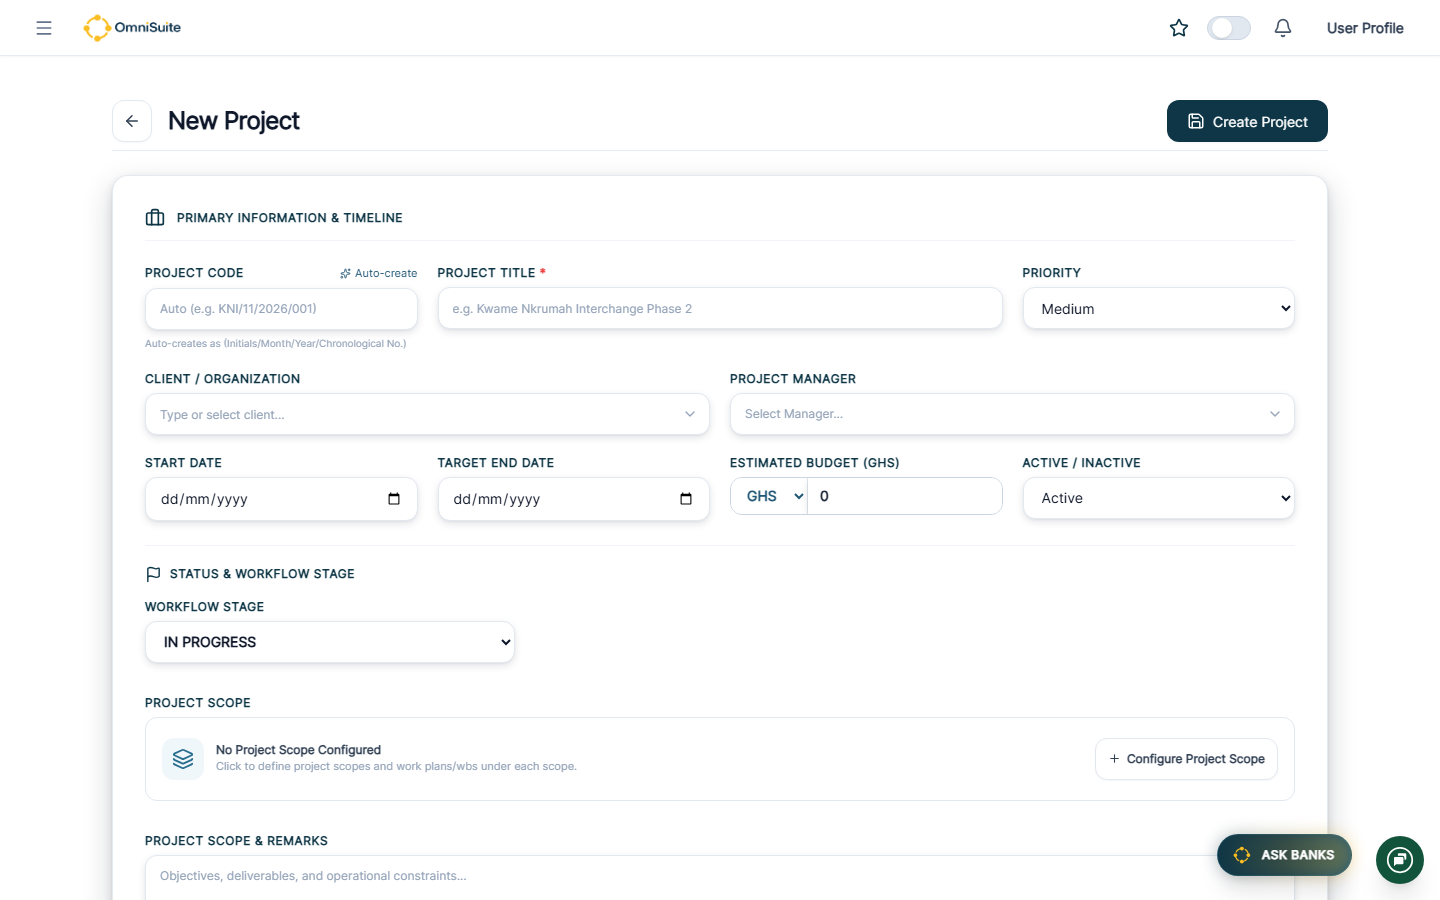 OmniSuite
User Profile
New Project
Create Project
PRIMARY INFORMATION & TIMELINE
PROJECT CODE
Auto-create
PROJECT TITLE *
PRIORITY
Auto (e.g. KNI/11/2026/001)
e.g. Kwame Nkrumah Interchange Phase 2
Medium
Auto-creates as (Initials/Month/Year/Chronological No.)
CLIENT / ORGANIZATION
PROJECT MANAGER
Type or select client...
Select Manager...
START DATE
TARGET END DATE
ESTIMATED BUDGET (GHS)
ACTIVE / INACTIVE
dd/mm/yyyy
dd/mm/yyyy
GHS
0
Active
STATUS & WORKFLOW STAGE
WORKFLOW STAGE
IN PROGRESS
PROJECT SCOPE
No Project Scope Configured
Click to define project scopes and work plans/wbs under each scope.
Configure Project Scope
PROJECT SCOPE & REMARKS
Objectives, deliverables, and operational constraints...
ASK BANKS